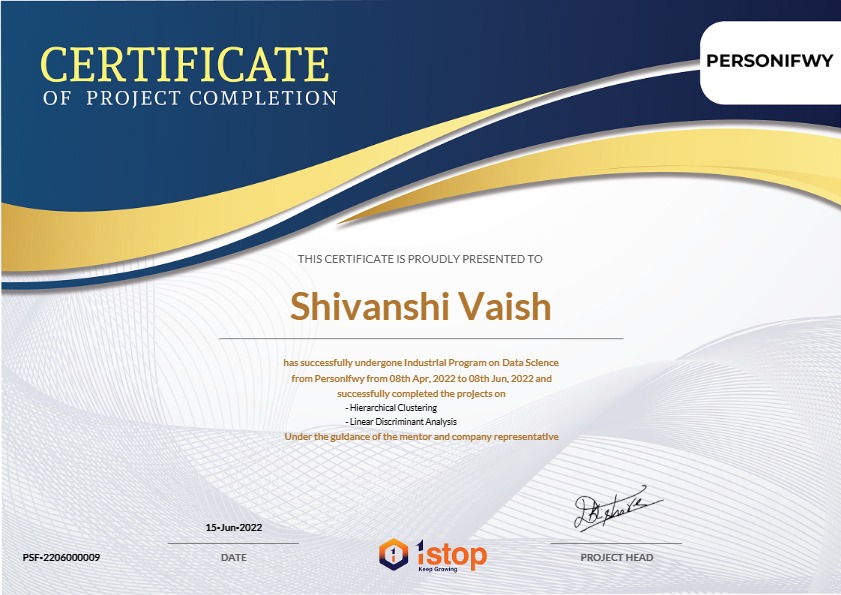 CERTIFICATE
OF PROJECT COMPLETION
PERSONIFWY
THIS CERTIFICATE IS PROUDLY PRESENTED TO
Shivanshi Vaish
has successfully undergone Industrial Program on Data Science
from Personifwy from 08th Apr, 2022 to 08th Jun, 2022 and
successfully completed the projects on
- Hierarchical Clustering
- Linear Discriminant Analysis
Under the guidance of the mentor and company representative
15-Jun-2022
PSF-2206000009
DATE
1stop
Keep Growing
PROJECT HEAD